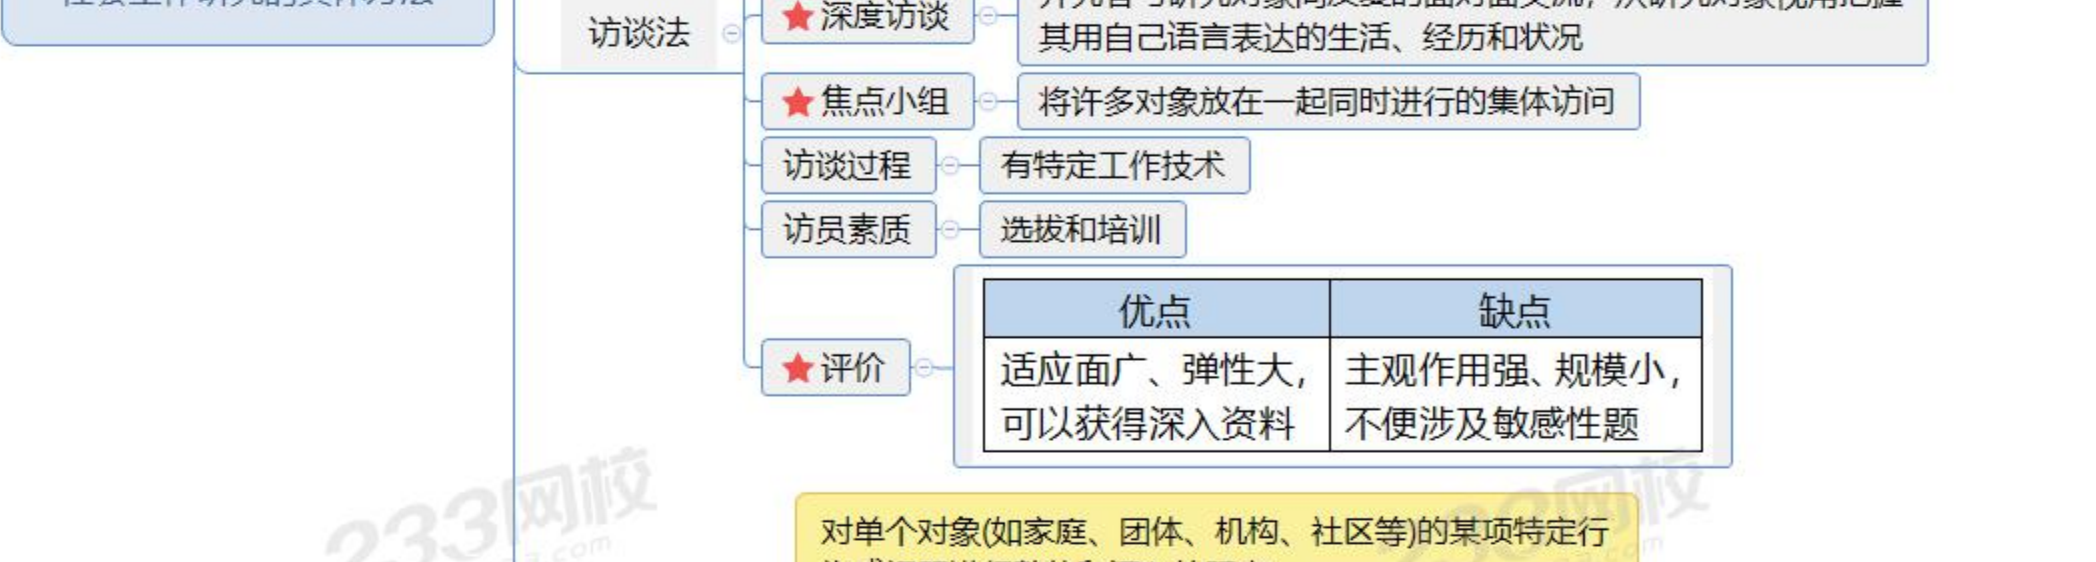 访谈法
★深度访谈
其用自己语言表达的生活、经历和状况
★焦点小组
将许多对象放在一起同时进行的集体访问
访谈过程
有特定工作技术
访员素质
选拔和培训
★评价
优点
缺点
适应面广、弹性大，
可以获得深入资料
主观作用强、规模小，
不便涉及敏感性题
233网校
233网校
对单个对象(如家庭、团体、机构、社区等)的某项特定行